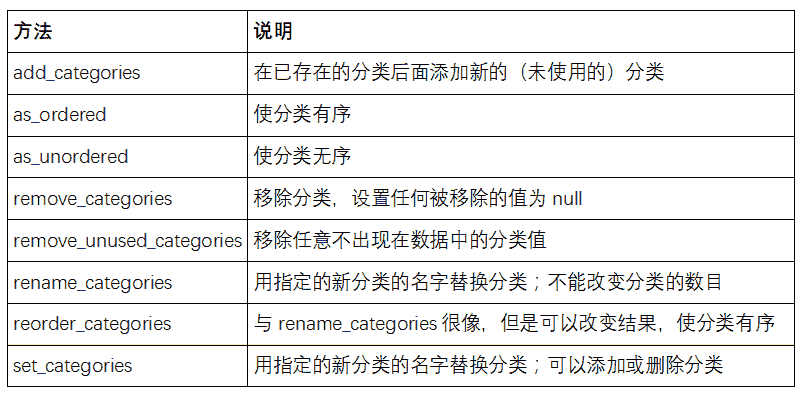 方法 说明
add_categories 在已存在的分类后面添加新的（未使用的）分类
as_ordered 使分类有序
as_unordered 使分类无序
remove_categories 移除分类，设置任何被移除的值为 null
remove_unused_categories 移除任意不出现在数据中的分类值
rename_categories 用指定的新分类的名字替换分类；不能改变分类的数目
reorder_categories 与 rename_categories 很像，但是可以改变结果，使分类有序
set_categories 用指定的新分类的名字替换分类；可以添加或删除分类